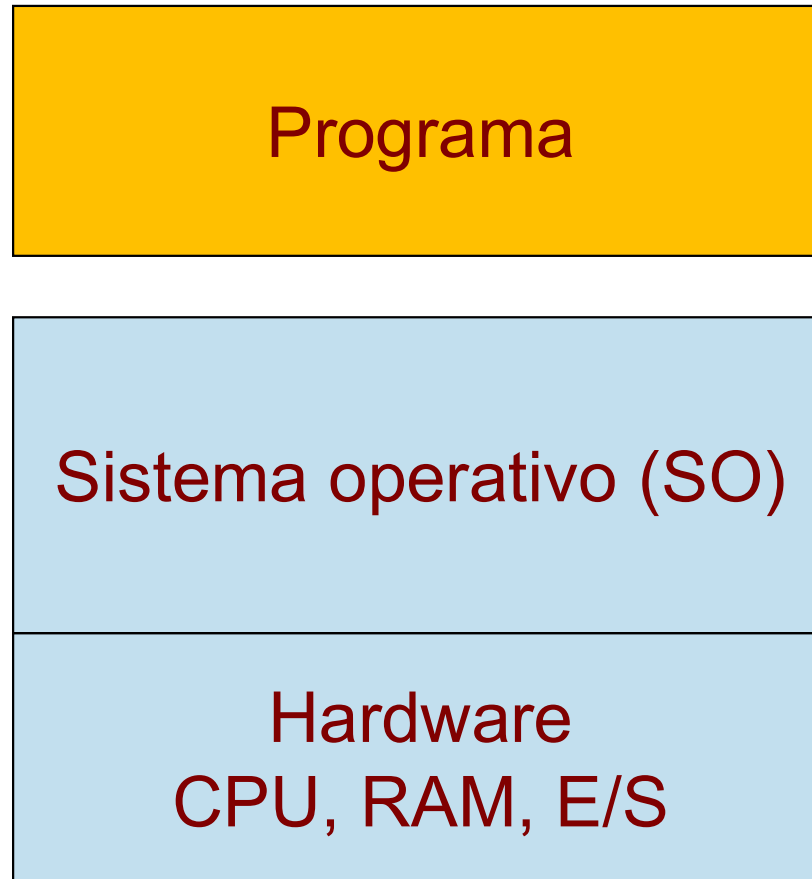 Programa
Sistema operativo (SO)
Hardware
CPU, RAM, E/S